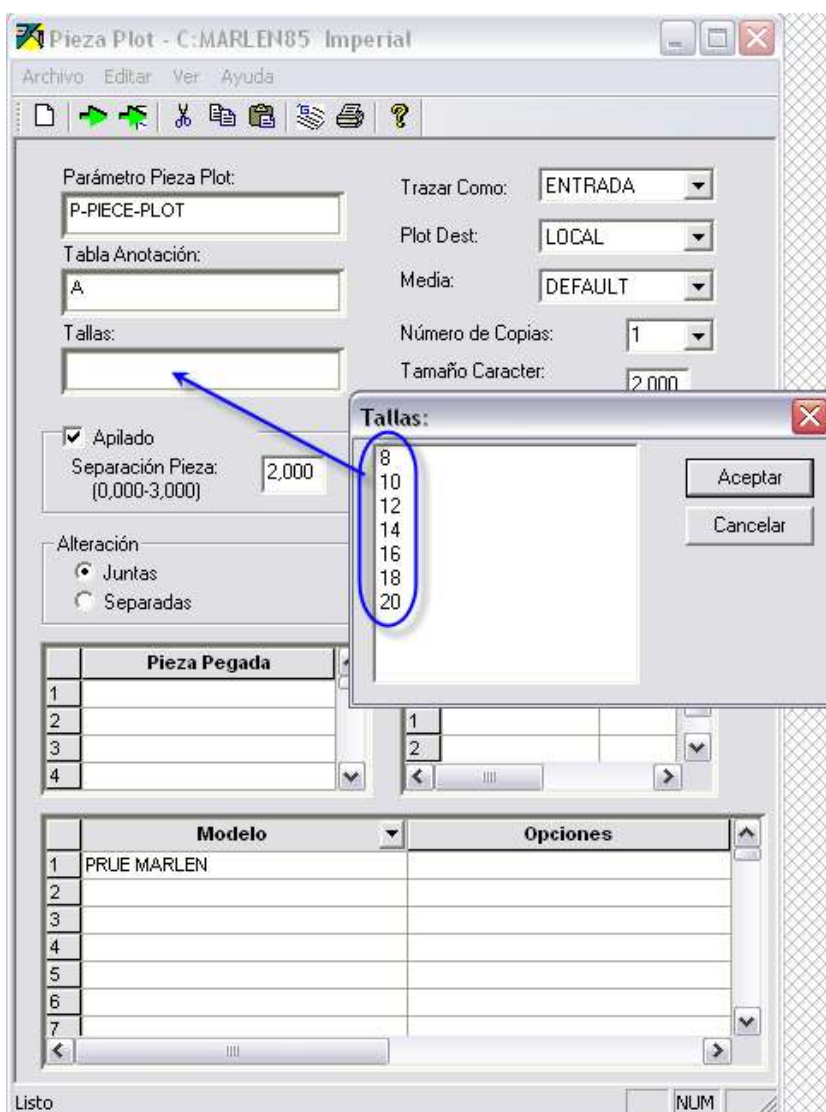 Pieza Plot - C:MARLEN85 Imperial
Archivo Editar Ver Ayuda
Parámetro Pieza Plot:
P-PIECE-PLOT
Trazar Como:
ENTRADA
Plot Dest:
LOCAL
Tabla Anotación:
A
Media:
DEFAULT
Tallas:
Número de Copias:
1
Tamaño Caracter:
2,000
Apilado
Separación Pieza:
(0,000-3,000)
2,000
Tallas:
8
10
12
14
16
18
20
Aceptar
Cancelar
Alteración
Juntas
Separadas
Pieza Pegada
1
2
3
4
1
2
Modelo Opciones
1 PRUE MARLEN
2
3
4
5
6
7
Listo NUM